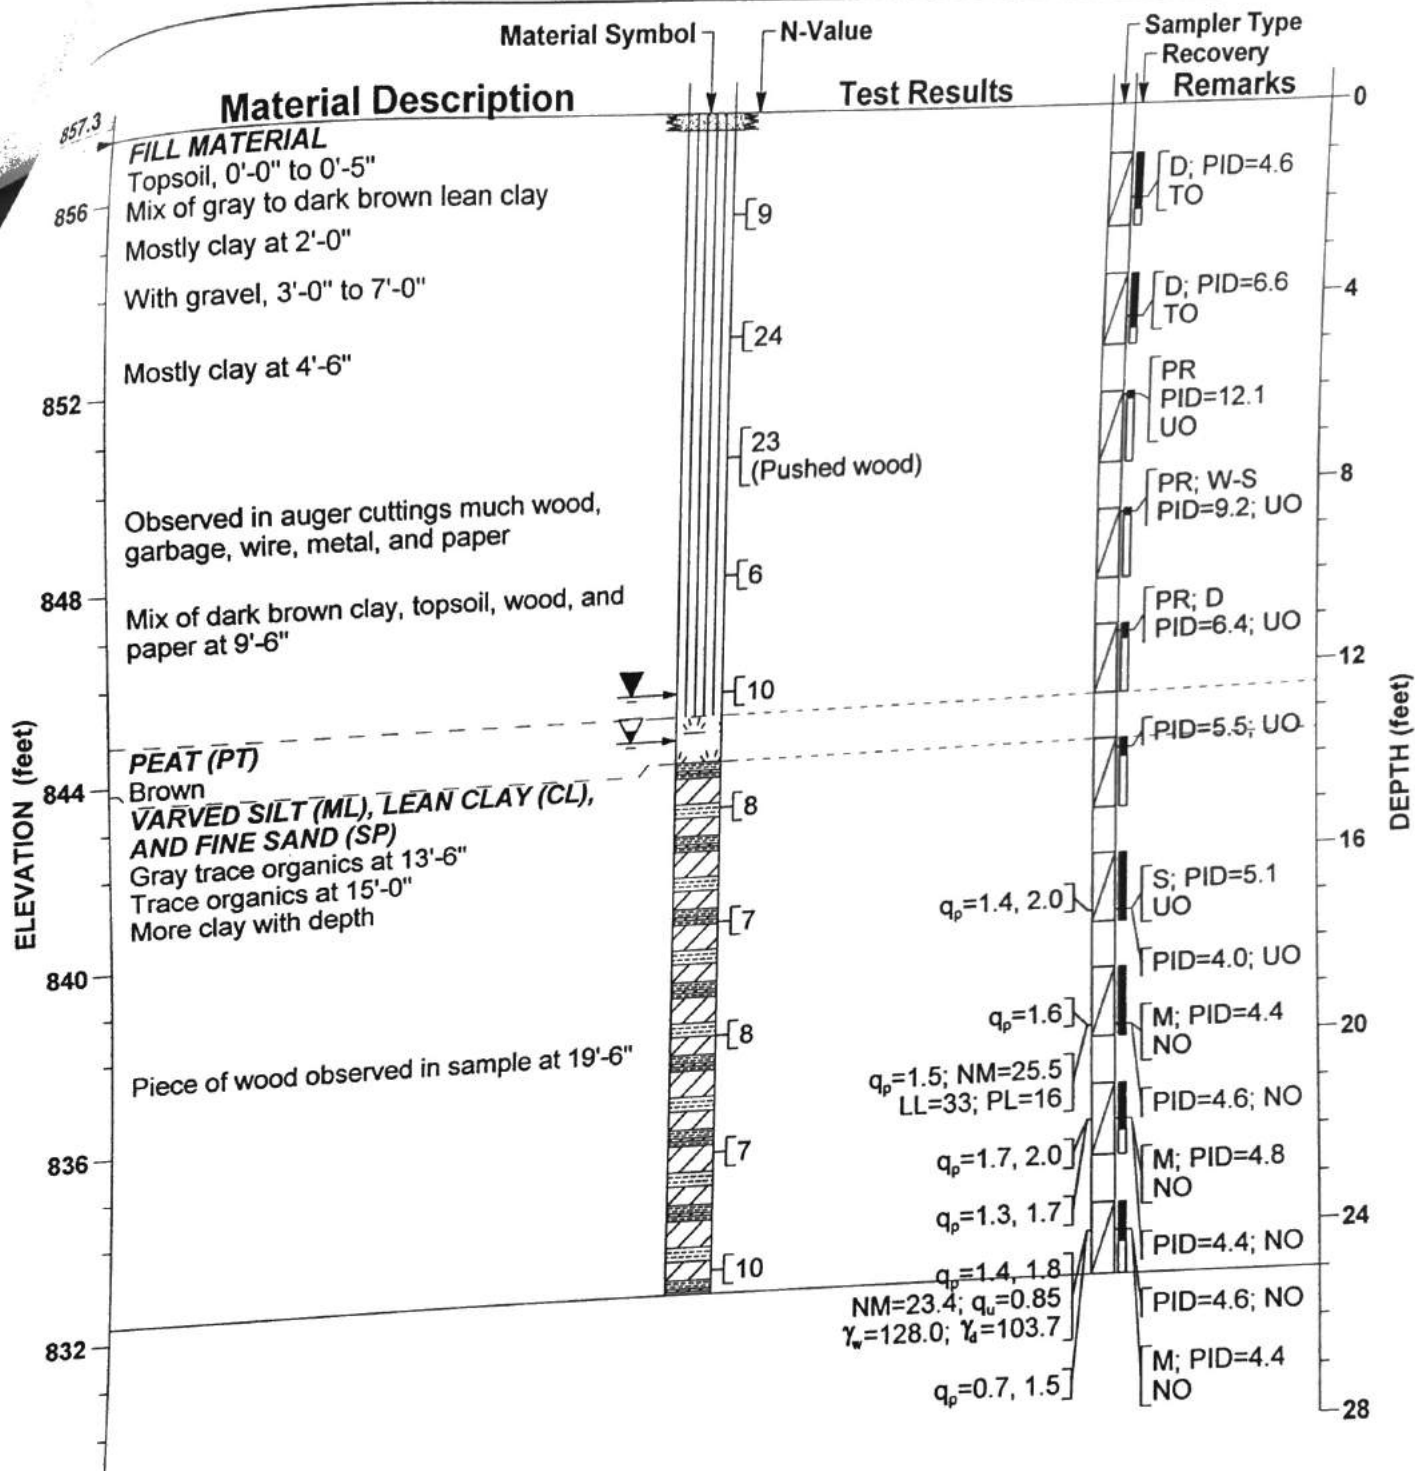 Material Symbol
N-Value
Sampler Type
Recovery
Material Description
Test Results
Remarks
0
857.3
FILL MATERIAL
Topsoil, 0'-0" to 0'-5"
D; PID=4.6
TO
Mix of gray to dark brown lean clay
856
9
Mostly clay at 2'-0"
With gravel, 3'-0" to 7'-0"
D; PID=6.6
TO
4
24
Mostly clay at 4'-6"
PR
PID=12.1
UO
852
23
(Pushed wood)
8
PR; W-S
PID=9.2; UO
Observed in auger cuttings much wood,
garbage, wire, metal, and paper
6
848
Mix of dark brown clay, topsoil, wood, and
paper at 9'-6"
PR; D
PID=6.4; UO
12
10
PID=5.5; UO
PEAT (PT)
Brown
844
VARVED SILT (ML), LEAN CLAY (CL),
AND FINE SAND (SP)
8
16
Gray trace organics at 13'-6"
Trace organics at 15'-0"
More clay with depth
qp=1.4, 2.0
S; PID=5.1
UO
7
PID=4.0; UO
840
qp=1.6
M; PID=4.4
NO
20
8
Piece of wood observed in sample at 19'-6"
qp=1.5; NM=25.5
LL=33; PL=16
PID=4.6; NO
836
7
qp=1.7, 2.0
M; PID=4.8
NO
qp=1.3, 1.7
24
PID=4.4; NO
10
qp=1.4, 1.8
NM=23.4; qu=0.85
γw=128.0; γd=103.7
PID=4.6; NO
832
qp=0.7, 1.5
M; PID=4.4
NO
28
ELEVATION (feet)
DEPTH (feet)